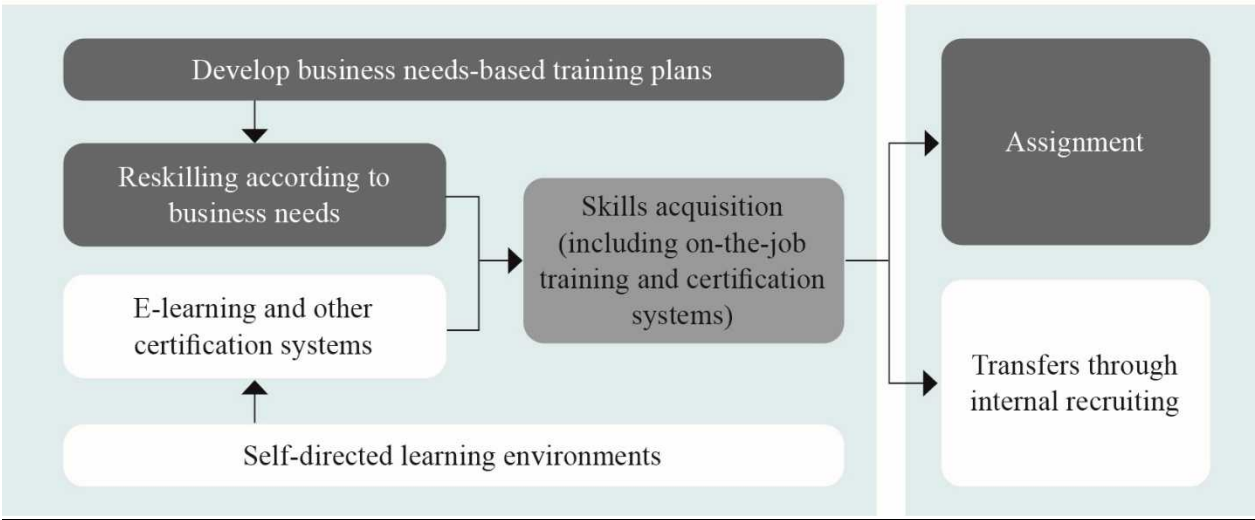 Develop business needs-based training plans
Reskilling according to
business needs
E-learning and other
certification systems
Self-directed learning environments
Skills acquisition
(including on-the-job
training and certification
systems)
Assignment
Transfers through
internal recruiting